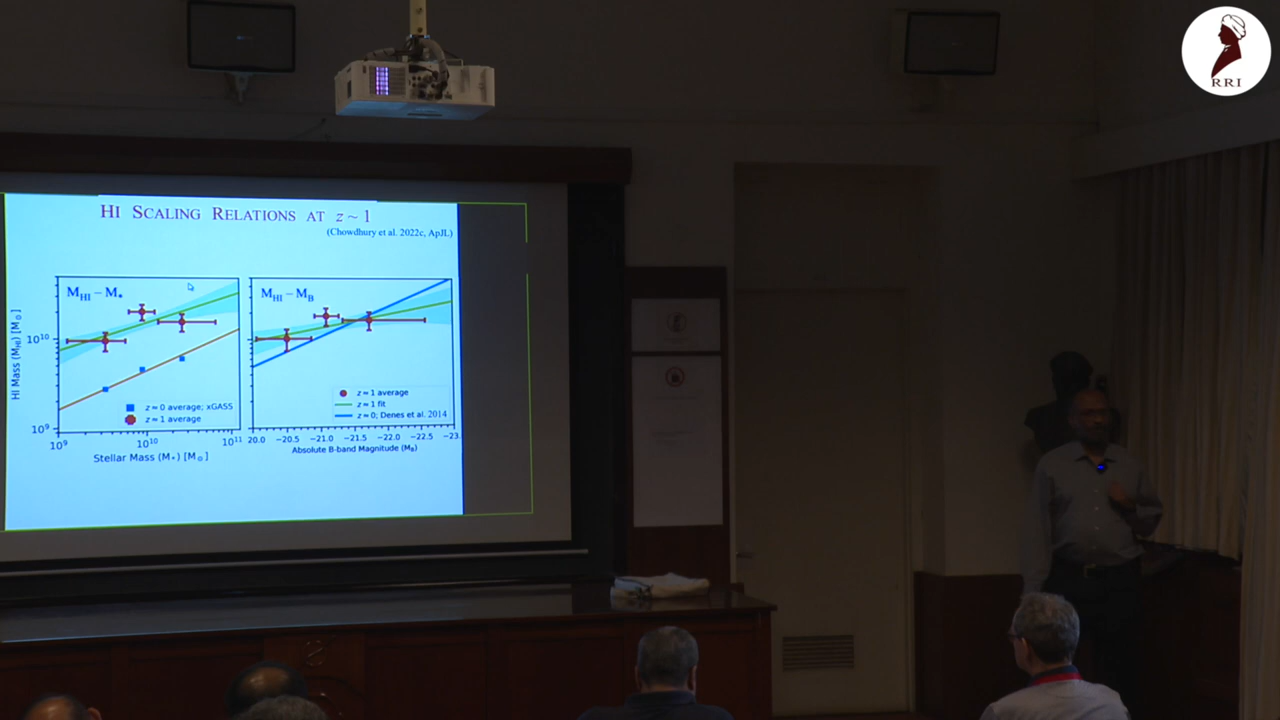 RRI
HI SCALING RELATIONS AT z ~ 1
(Chowdhury et al. 2022c, ApJL)
M_HI – M_*
M_HI – M_B
HI Mass (M_HI) [M_⊙]
10^10
10^9
z ≈ 0 average; xGASS
z ≈ 1 average
z ≈ 1 average
z ≈ 1 fit
z ≈ 0; Denes et al. 2014
10^9 10^10 10^11
20.0 −20.5 −21.0 −21.5 −22.0 −22.5 −23.
Stellar Mass (M_*) [M_⊙]
Absolute B-band Magnitude (M_B)